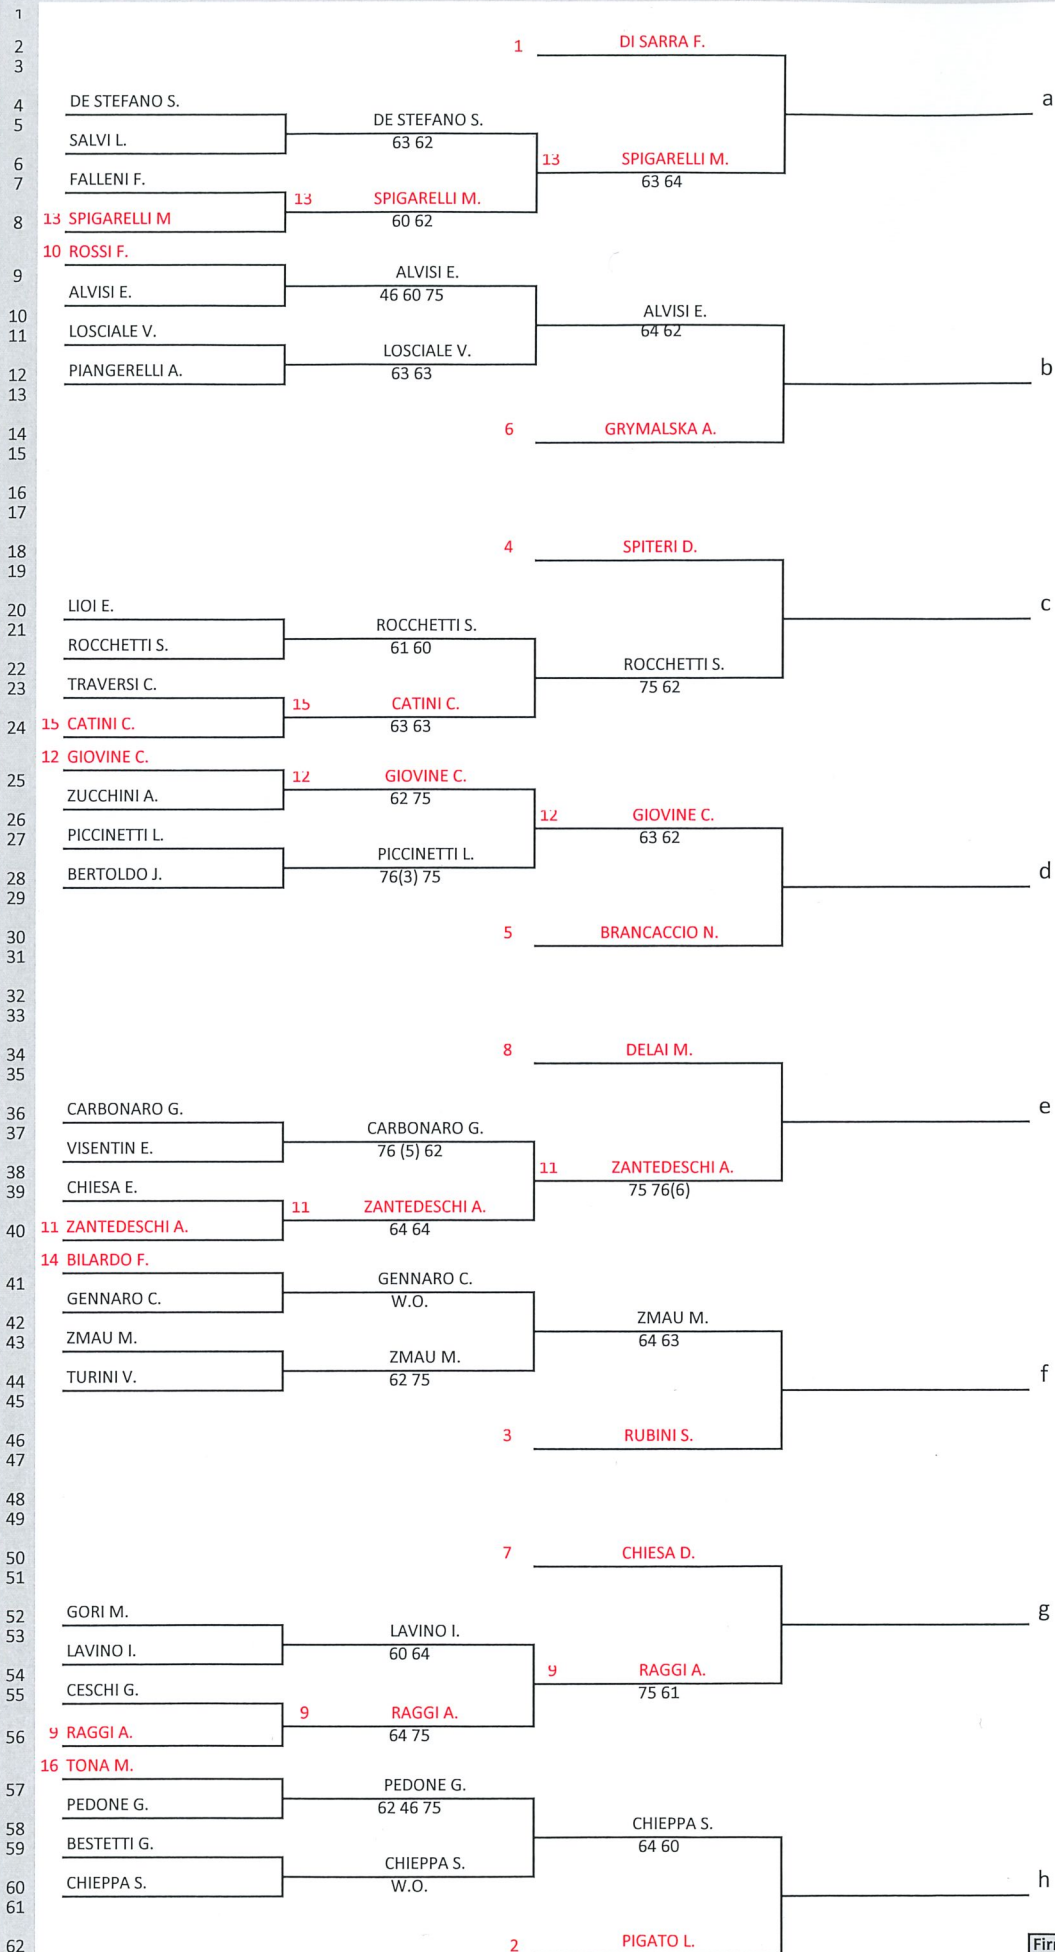 1
2
1 DI SARRA F.
3
a
4
DE STEFANO S.
5
DE STEFANO S.
SALVI L.
63 62
6
13 SPIGARELLI M.
7
FALLENI F.
63 64
13 SPIGARELLI M.
8
13 SPIGARELLI M
60 62
10 ROSSI F.
9
ALVISI E.
ALVISI E.
46 60 75
10
ALVISI E.
11
LOSCIALE V.
64 62
LOSCIALE V.
12
PIANGERELLI A.
63 63
b
13
14
6 GRYMALSKA A.
15
16
17
18
4 SPITERI D.
19
20
LIOI E.
c
21
ROCCHETTI S.
ROCCHETTI S.
61 60
22
ROCCHETTI S.
23
TRAVERSI C.
75 62
15 CATINI C.
24
15 CATINI C.
63 63
12 GIOVINE C.
25
12 GIOVINE C.
ZUCCHINI A.
62 75
26
12 GIOVINE C.
27
PICCINETTI L.
63 62
PICCINETTI L.
28
BERTOLDO J.
76(3) 75
d
29
30
5 BRANCACCIO N.
31
32
33
34
8 DELAI M.
35
36
CARBONARO G.
e
37
CARBONARO G.
VISENTIN E.
76 (5) 62
38
11 ZANTEDESCHI A.
39
CHIESA E.
75 76(6)
11 ZANTEDESCHI A.
40
11 ZANTEDESCHI A.
64 64
14 BILARDO F.
41
GENNARO C.
GENNARO C.
W.O.
42
ZMAU M.
43
ZMAU M.
64 63
ZMAU M.
44
TURINI V.
62 75
f
45
46
3 RUBINI S.
47
48
49
50
7 CHIESA D.
51
52
GORI M.
g
53
LAVINO I.
LAVINO I.
60 64
54
9 RAGGI A.
55
CESCHI G.
75 61
9 RAGGI A.
56
9 RAGGI A.
64 75
16 TONA M.
57
PEDONE G.
PEDONE G.
62 46 75
58
CHIEPPA S.
59
BESTETTI G.
64 60
CHIEPPA S.
60
CHIEPPA S.
W.O.
h
61
62
2 PIGATO L.